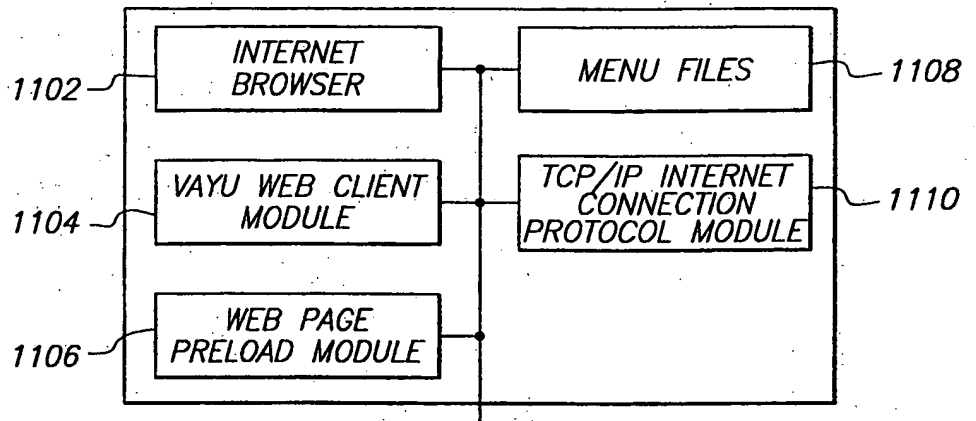 INTERNET
BROWSER
1102
MENU FILES
1108
VAYU WEB CLIENT
MODULE
1104
TCP/IP INTERNET
CONNECTION
PROTOCOL MODULE
1110
WEB PAGE
PRELOAD MODULE
1106